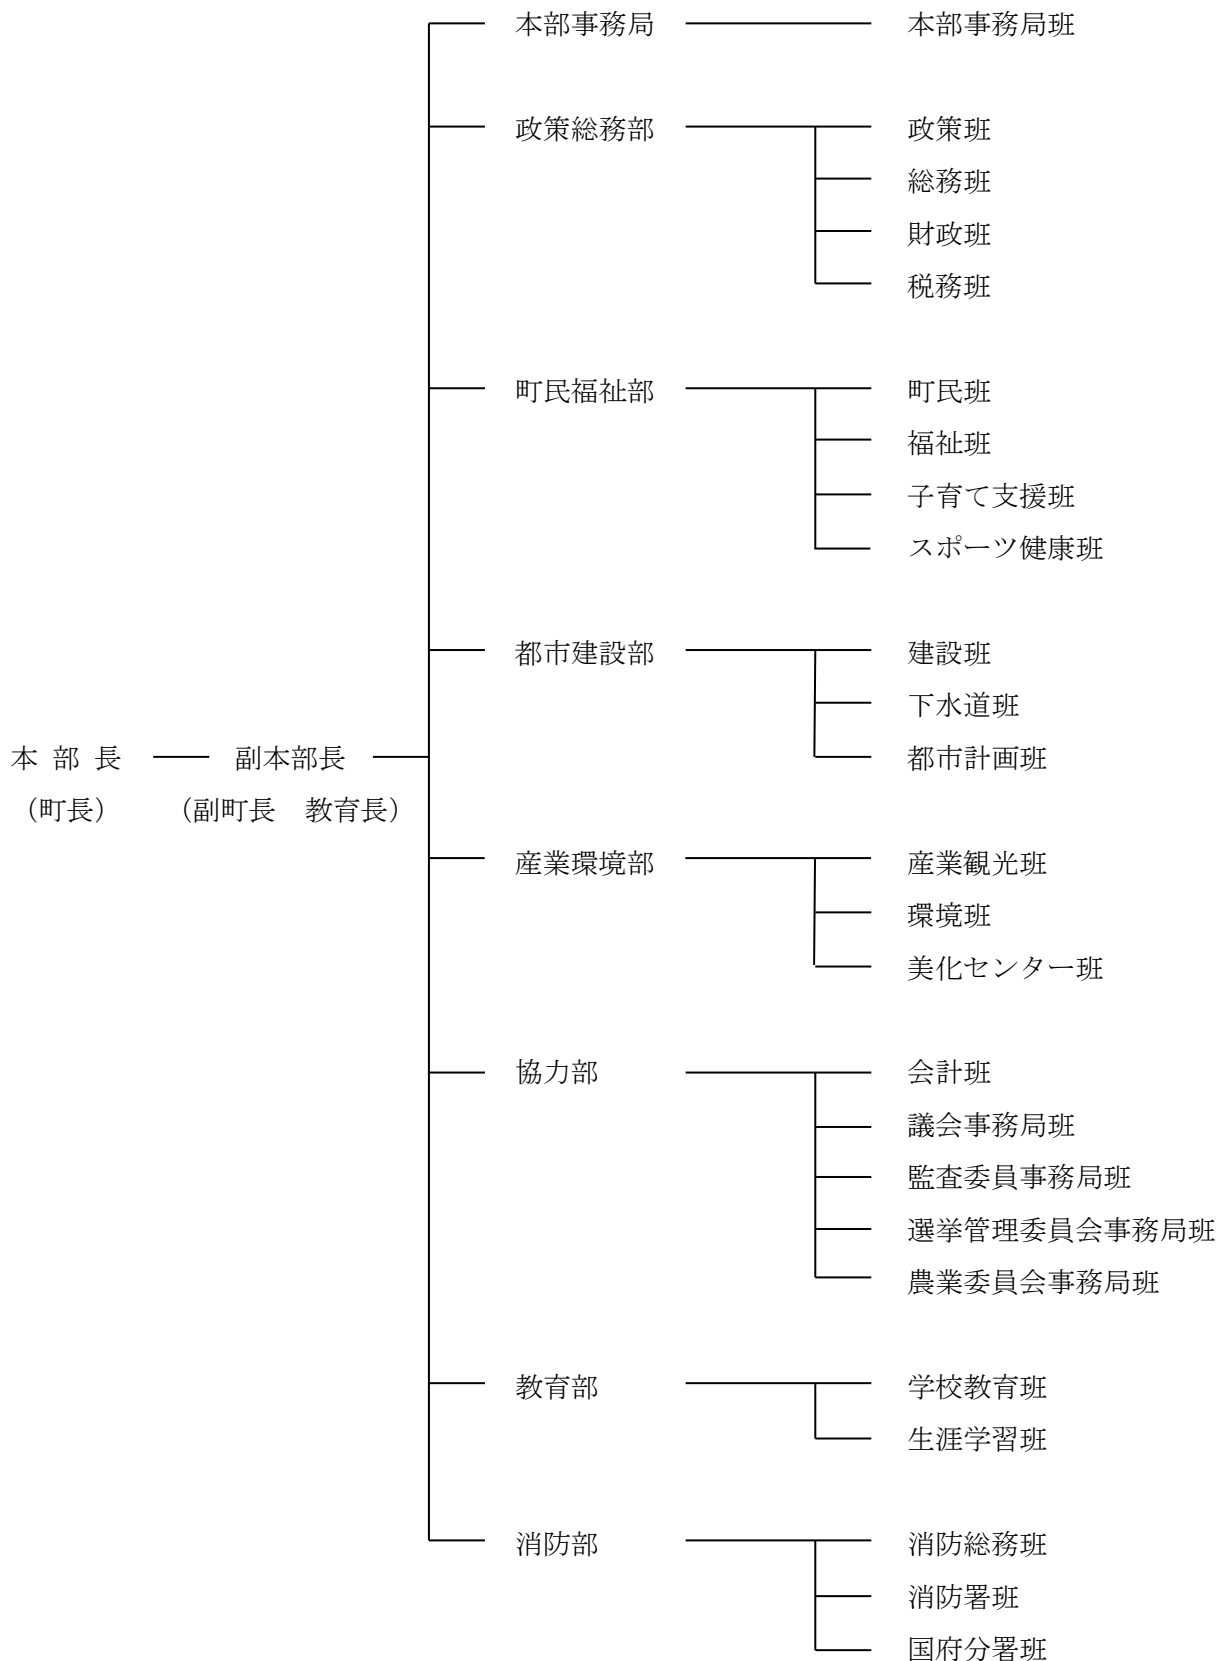 本部事務局 本部事務局班
政策総務部 政策班
総務班
財政班
税務班
町民福祉部 町民班
福祉班
子育て支援班
スポーツ健康班
都市建設部 建設班
下水道班
本 部 長 副本部長 都市計画班
（町長） （副町長　教育長）
産業環境部 産業観光班
環境班
美化センター班
協力部 会計班
議会事務局班
監査委員事務局班
選挙管理委員会事務局班
農業委員会事務局班
教育部 学校教育班
生涯学習班
消防部 消防総務班
消防署班
国府分署班